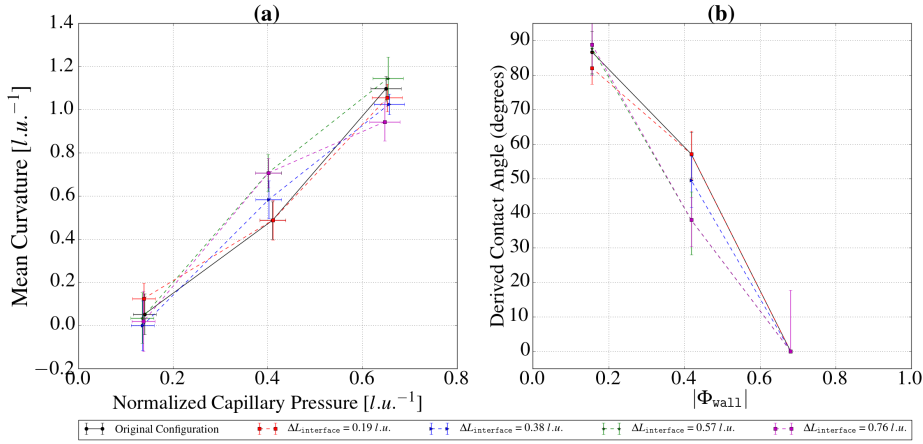 (a)
(b)
Mean Curvature [l.u.⁻¹]
1.4
1.2
1.0
0.8
0.6
0.4
0.2
0.0
−0.2
0.0 0.2 0.4 0.6 0.8
Normalized Capillary Pressure [l.u.⁻¹]
Derived Contact Angle (degrees)
90
80
70
60
50
40
30
20
10
0
0.0 0.2 0.4 0.6 0.8 1.0
|Φwall|
Original Configuration ΔLinterface = 0.19 l.u. ΔLinterface = 0.38 l.u. ΔLinterface = 0.57 l.u. ΔLinterface = 0.76 l.u.